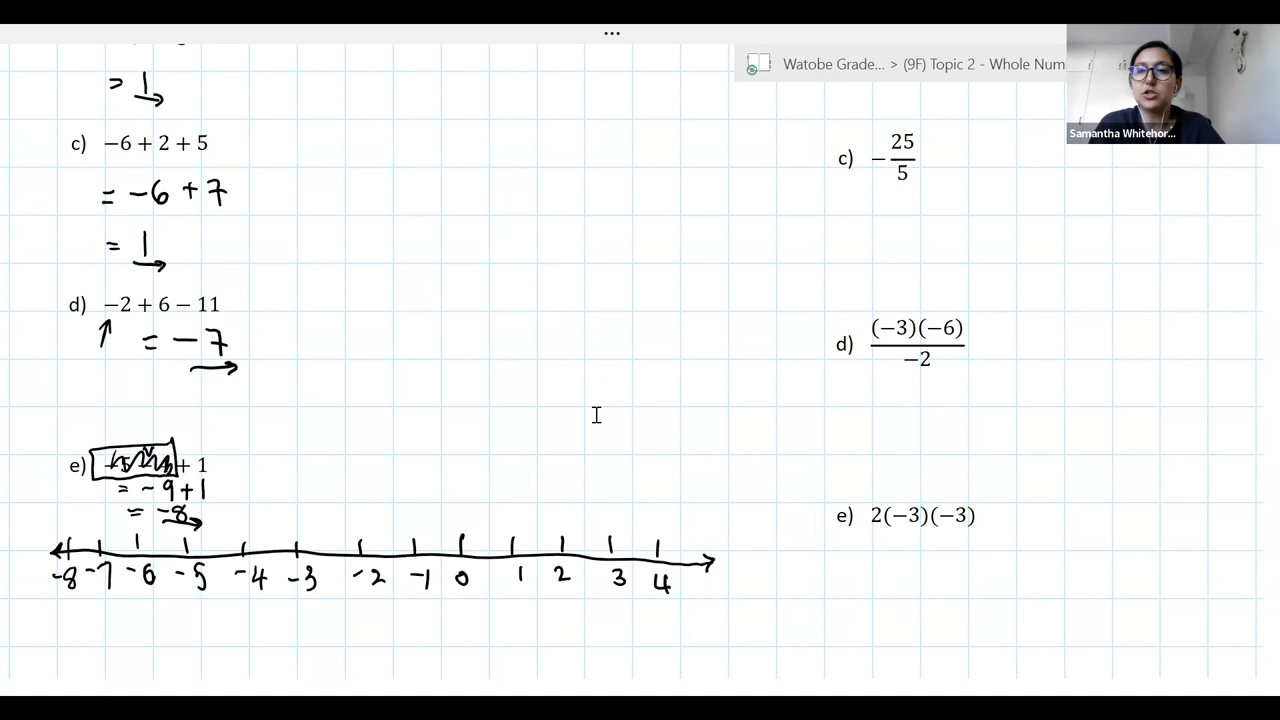 Watobe Grade... > (9F) Topic 2 - Whole Num
Samantha Whitehor...
= 1
c) −6 + 2 + 5
= -6 + 7
= 1
d) −2 + 6 − 11
= -7
e) + 1
= -9+1
= -8
-8 -7 -6 -5 -4 -3 -2 -1 0 1 2 3 4
c) − 25
5
d) (−3)(−6)
−2
e) 2(−3)(−3)